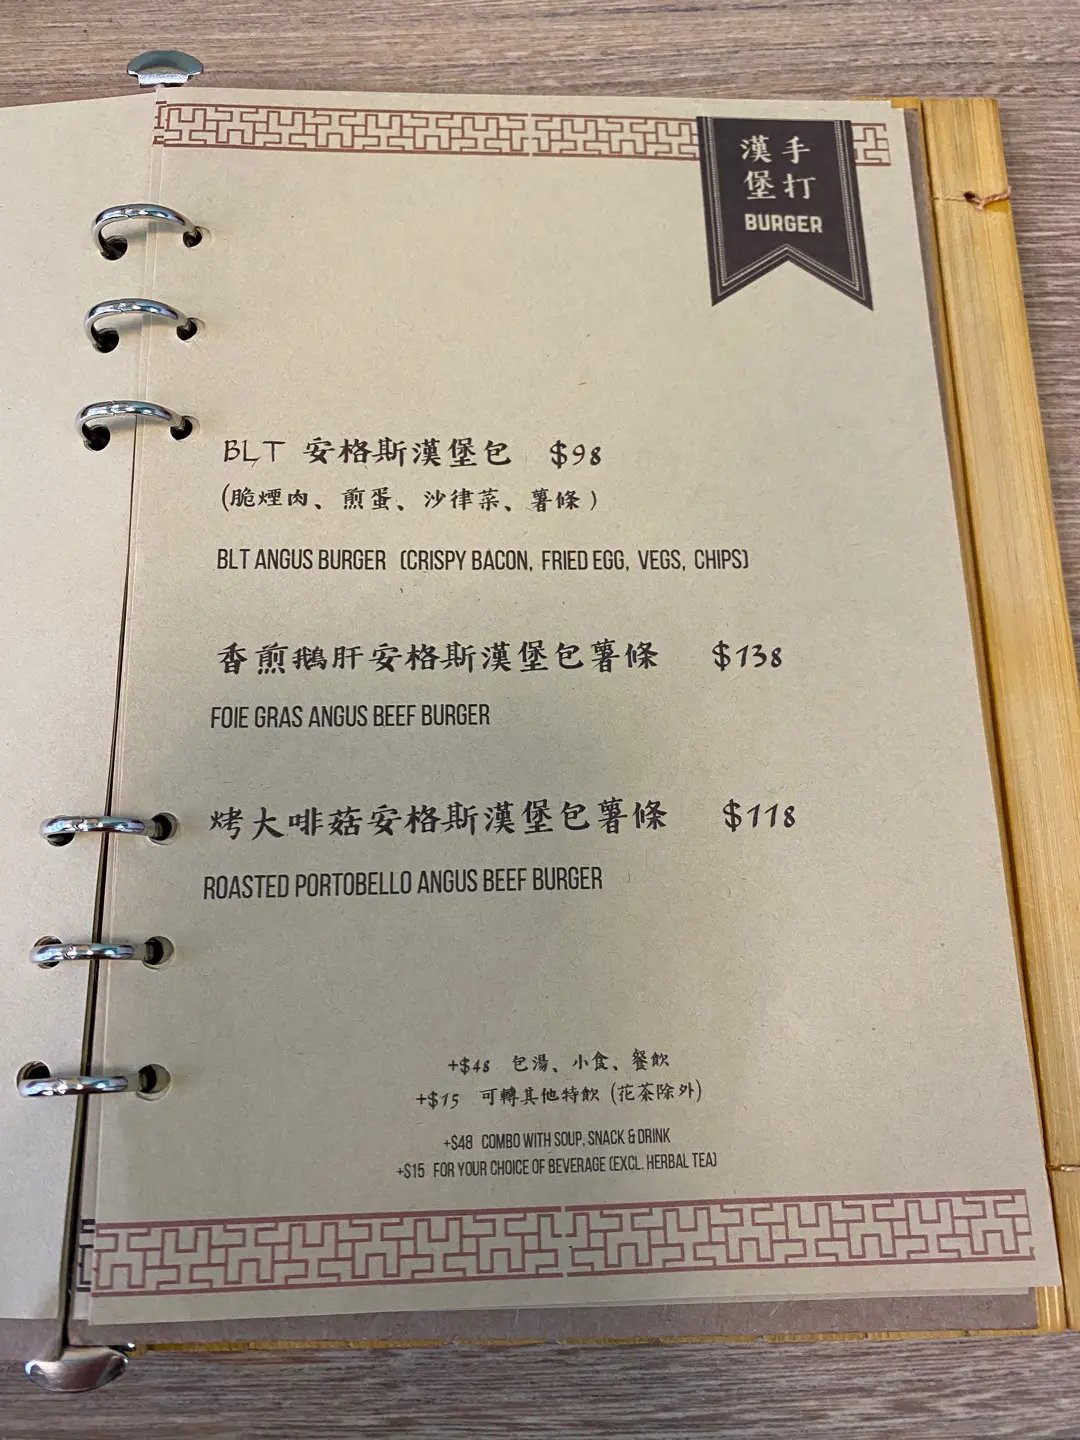 手打
漢堡
BURGER
BLT 安格斯漢堡包 $98
(脆煙肉、煎蛋、沙律菜、薯條)
BLT ANGUS BURGER (CRISPY BACON, FRIED EGG, VEGS, CHIPS)
香煎鵝肝安格斯漢堡包薯條 $138
FOIE GRAS ANGUS BEEF BURGER
烤大啡菇安格斯漢堡包薯條 $118
ROASTED PORTOBELLO ANGUS BEEF BURGER
+$48 包湯、小食、餐飲
+$15 可轉其他特飲 (花茶除外)
+$48 COMBO WITH SOUP, SNACK & DRINK
+$15 FOR YOUR CHOICE OF BEVERAGE (EXCL. HERBAL TEA)